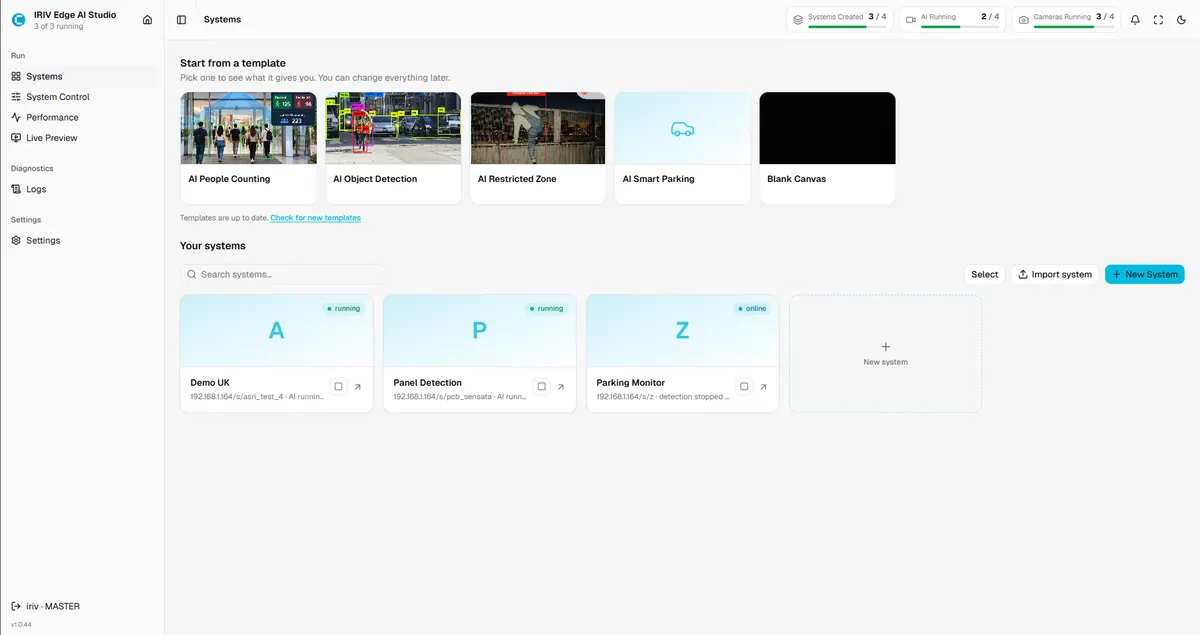 IRIV Edge AI Studio
3 of 3 running
Run
Systems
System Control
Performance
Live Preview
Diagnostics
Logs
Settings
Settings
iriv · MASTER
v1.0.44
Systems
Systems Created 3 / 4
AI Running 2 / 4
Cameras Running 3 / 4
Start from a template
Pick one to see what it gives you. You can change everything later.
125
98
223
AI People Counting
AI Object Detection
AI Restricted Zone
AI Smart Parking
Blank Canvas
Templates are up to date. Check for new templates
Your systems
Search systems...
Select
Import system
New System
running
A
Demo UK
192.168.1.164/s/asri_test_4 · AI runnin...
running
P
Panel Detection
192.168.1.164/s/pcb_sensata · AI runn...
online
Z
Parking Monitor
192.168.1.164/s/z · detection stopped ...
New system